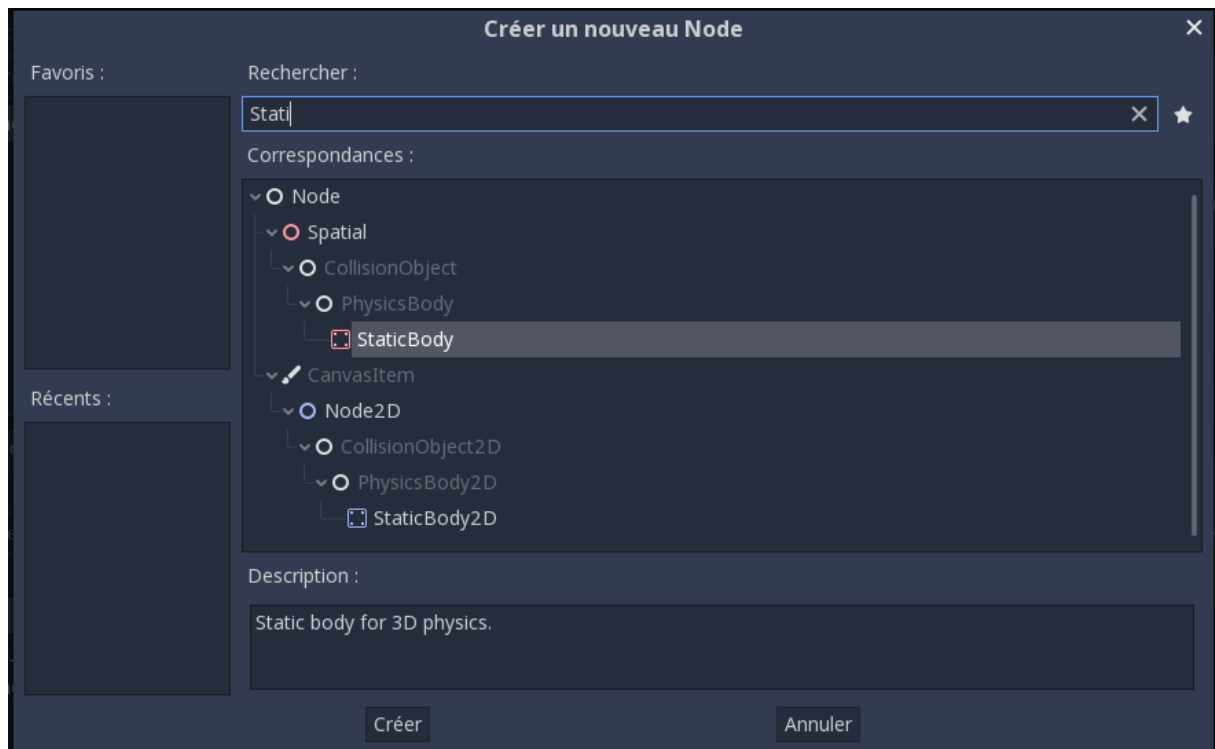 Créer un nouveau Node
Favoris :
Rechercher :
Stati
Correspondances :
Node
Spatial
CollisionObject
PhysicsBody
StaticBody
CanvasItem
Récents :
Node2D
CollisionObject2D
PhysicsBody2D
StaticBody2D
Description :
Static body for 3D physics.
Créer
Annuler